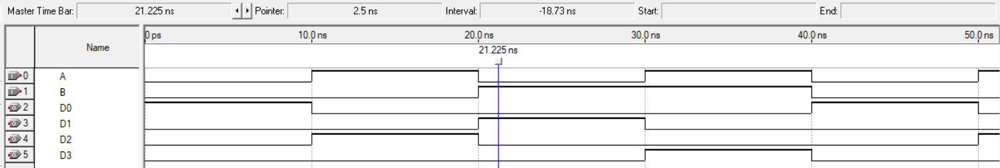 Master Time Bar: 21.225 ns Pointer: 2.5 ns Interval: -18.73 ns Start: End:
Name 0 ps 10.0 ns 20.0 ns 30.0 ns 40.0 ns 50.0 ns
21.225 ns
0 A
1 B
2 D0
3 D1
4 D2
5 D3